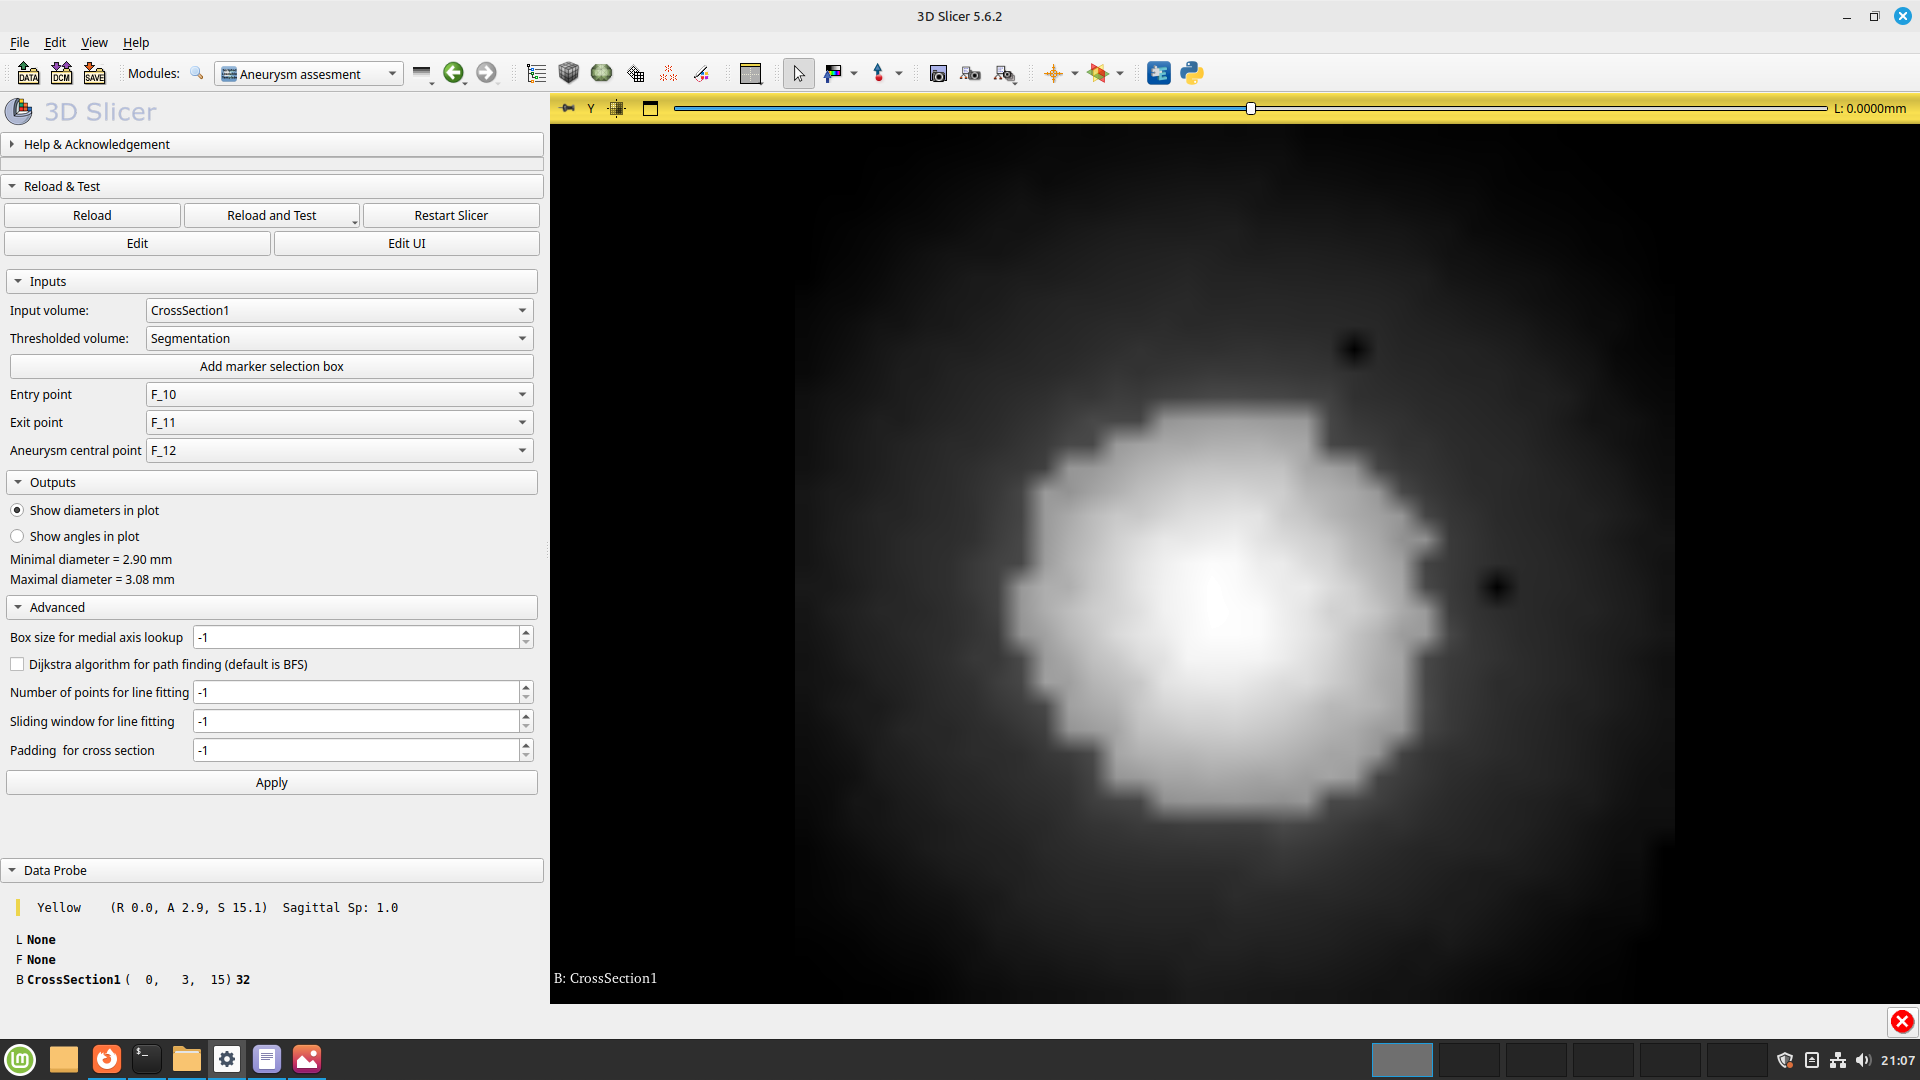 3D Slicer 5.6.2
File Edit View Help
DATA DCM SAVE Modules: Aneurysm assesment
3D Slicer
Y L: 0.0000mm
Help & Acknowledgement
Reload & Test
Reload Reload and Test Restart Slicer
Edit Edit UI
Inputs
Input volume: CrossSection1
Thresholded volume: Segmentation
Add marker selection box
Entry point F_10
Exit point F_11
Aneurysm central point F_12
Outputs
Show diameters in plot
Show angles in plot
Minimal diameter = 2.90 mm
Maximal diameter = 3.08 mm
Advanced
Box size for medial axis lookup -1
Dijkstra algorithm for path finding (default is BFS)
Number of points for line fitting -1
Sliding window for line fitting -1
Padding for cross section -1
Apply
Data Probe
Yellow (R 0.0, A 2.9, S 15.1) Sagittal Sp: 1.0
L None
F None
B CrossSection1 ( 0, 3, 15) 32
B: CrossSection1
21:07